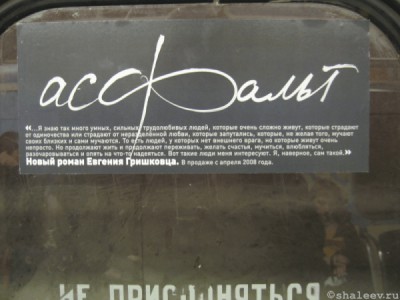 асфальт
«...Я знаю так много умных, сильных, трудолюбивых людей, которые очень сложно живут, которые страдают
от одиночества или страдают от неразделённой любви, которые запутались, которые, не желая того, мучают
своих близких и сами мучаются. То есть людей, у которых нет внешнего врага, но которые живут очень
непросто. Но продолжают жить и продолжают переживать, желать счастья, мучиться, влюбляться,
разочаровываться и опять на что-то надеяться. Вот такие люди меня интересуют. Я, наверное, сам такой.»
Новый роман Евгения Гришковца. В продаже с апреля 2008 года.
НЕ ПРИСЛОНЯТЬСЯ
©shaleev.ru